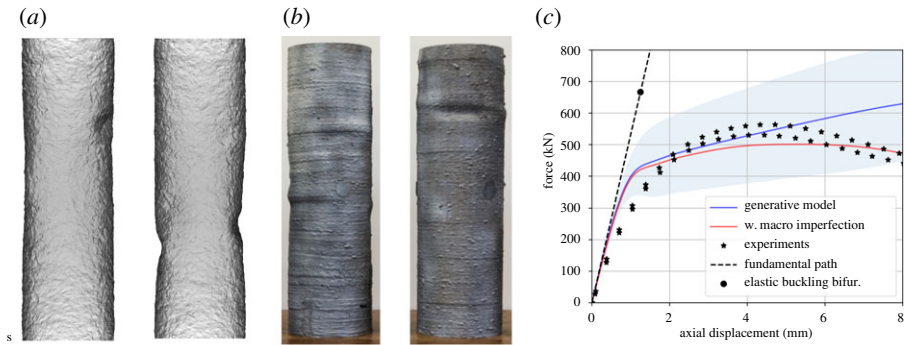 (a)
(b)
(c)
800
700
600
500
400
300
200
100
0
force (kN)
0
2
4
6
8
axial displacement (mm)
generative model
w. macro imperfection
experiments
fundamental path
elastic buckling bifur.
s